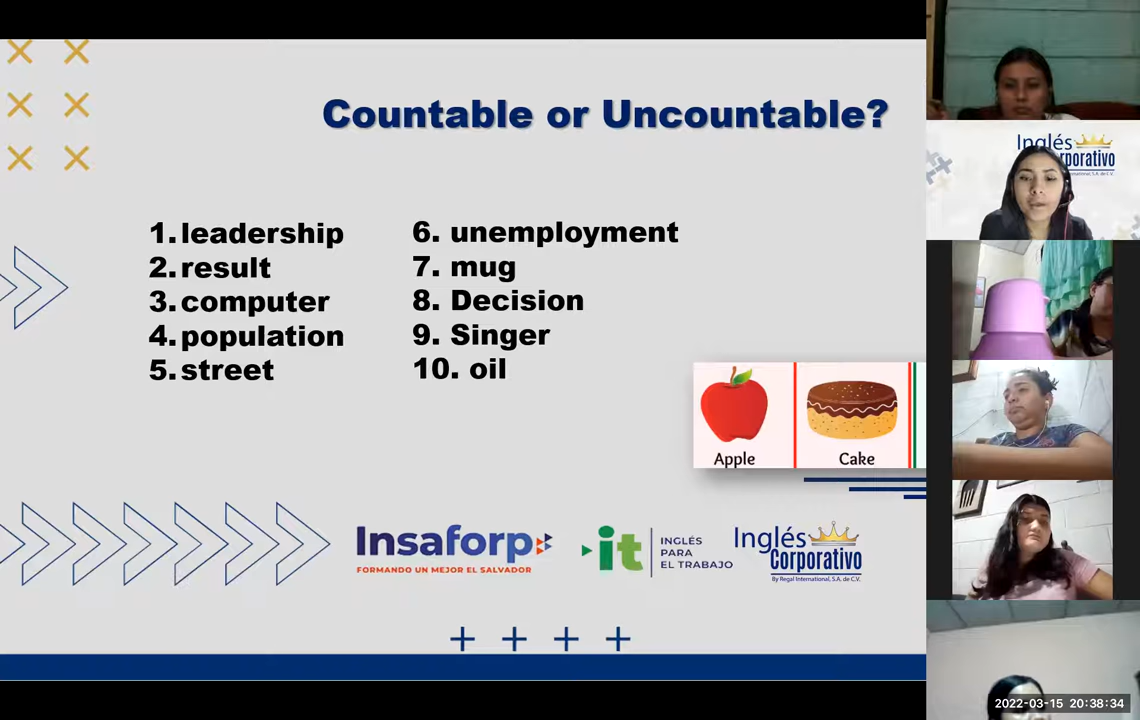 Countable or Uncountable?
1. leadership
2. result
3. computer
4. population
5. street
6. unemployment
7. mug
8. Decision
9. Singer
10. oil
Apple
Cake
Insaforp
FORMANDO UN MEJOR EL SALVADOR
it
INGLÉS
PARA
EL TRABAJO
Inglés
Corporativo
By Regal International, S.A. de C.V.
Inglés
rporativo
2022-03-15 20:38:34